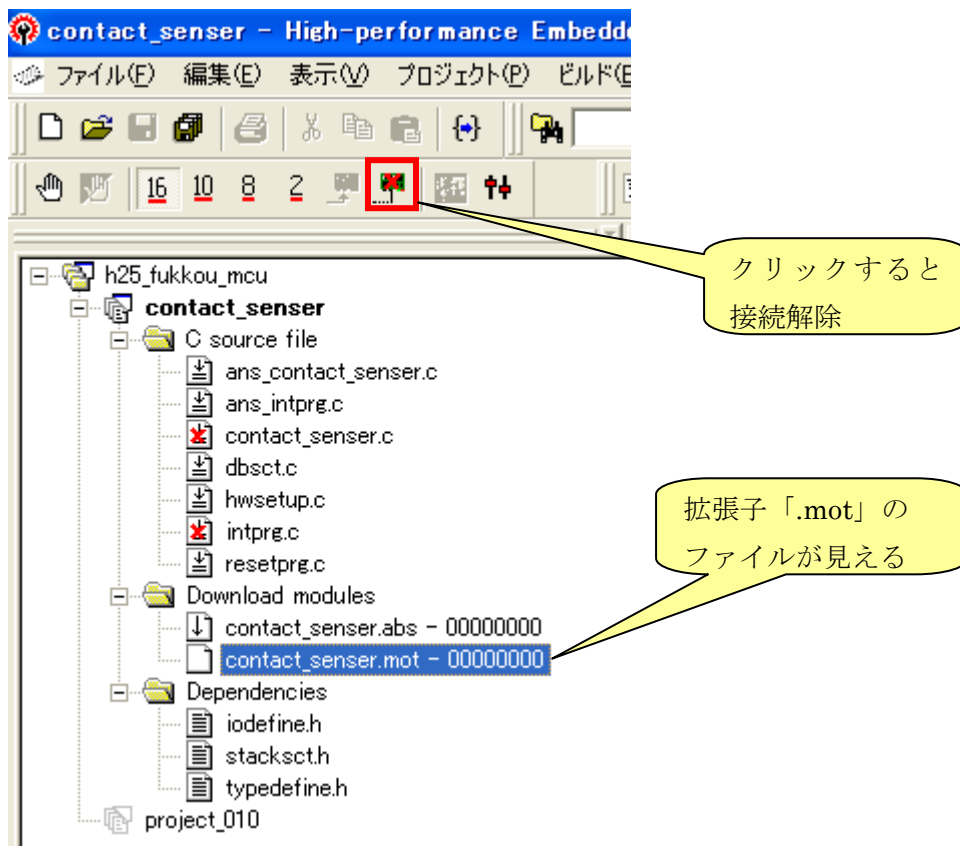 contact_senser - High-performance Embedd
ファイル(F) 編集(E) 表示(V) プロジェクト(P) ビルド(
16 10 8 2
クリックすると
接続解除
h25_fukkou_mcu
contact_senser
C source file
ans_contact_senser.c
ans_intprg.c
contact_senser.c
dbsct.c
hwsetup.c
intprg.c
resetprg.c
拡張子「.mot」の
ファイルが見える
Download modules
contact_senser.abs - 00000000
contact_senser.mot - 00000000
Dependencies
iodefine.h
stacksct.h
typedefine.h
project_010